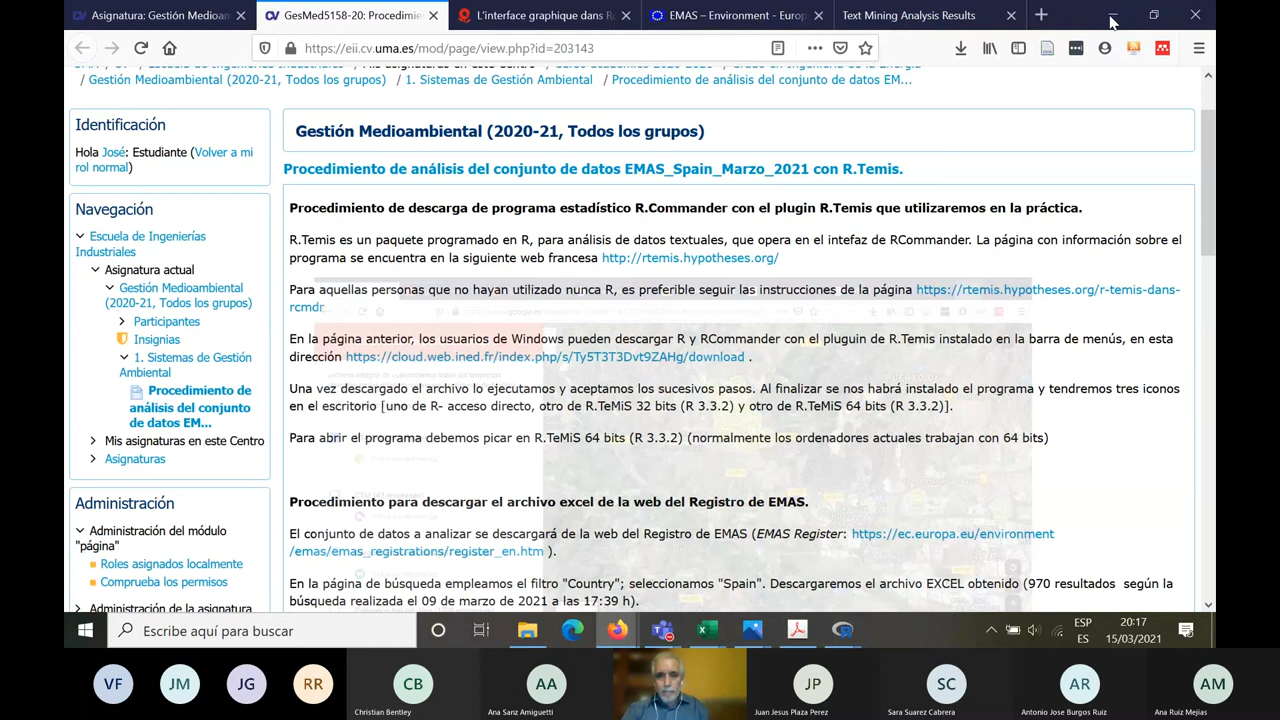 Asignatura: Gestión Medioam
GesMed5158-20: Procedimie
L'interface graphique dans R
EMAS – Environment - Euro
Text Mining Analysis Results
https://eii.cv.uma.es/mod/page/view.php?id=203143
/ Gestión Medioambiental (2020-21, Todos los grupos) / 1. Sistemas de Gestión Ambiental / Procedimiento de análisis del conjunto de datos EM...
Identificación
Hola José: Estudiante (Volver a mi
rol normal)
Navegación
Escuela de Ingenierías
Industriales
Asignatura actual
Gestión Medioambiental
(2020-21, Todos los grupos)
Participantes
Insignias
1. Sistemas de Gestión
Ambiental
Procedimiento de
análisis del conjunto
de datos EM...
Mis asignaturas en este Centro
Asignaturas
Administración
Administración del módulo
"página"
Roles asignados localmente
Comprueba los permisos
Administración de la asignatura
Gestión Medioambiental (2020-21, Todos los grupos)
Procedimiento de análisis del conjunto de datos EMAS_Spain_Marzo_2021 con R.Temis.
Procedimiento de descarga de programa estadístico R.Commander con el plugin R.Temis que utilizaremos en la práctica.
R.Temis es un paquete programado en R, para análisis de datos textuales, que opera en el intefaz de RCommander. La página con información sobre el
programa se encuentra en la siguiente web francesa http://rtemis.hypotheses.org/
Para aquellas personas que no hayan utilizado nunca R, es preferible seguir las instrucciones de la página https://rtemis.hypotheses.org/r-temis-dans-
rcmdr
En la página anterior, los usuarios de Windows pueden descargar R y RCommander con el pluguin de R.Temis instalado en la barra de menús, en esta
dirección https://cloud.web.ined.fr/index.php/s/Ty5T3T3Dvt9ZAHg/download .
Una vez descargado el archivo lo ejecutamos y aceptamos los sucesivos pasos. Al finalizar se nos habrá instalado el programa y tendremos tres iconos
en el escritorio [uno de R- acceso directo, otro de R.TeMiS 32 bits (R 3.3.2) y otro de R.TeMiS 64 bits (R 3.3.2)].
Para abrir el programa debemos picar en R.TeMiS 64 bits (R 3.3.2) (normalmente los ordenadores actuales trabajan con 64 bits)
Procedimiento para descargar el archivo excel de la web del Registro de EMAS.
El conjunto de datos a analizar se descargará de la web del Registro de EMAS (EMAS Register: https://ec.europa.eu/environment
/emas/emas_registrations/register_en.htm ).
En la página de búsqueda empleamos el filtro "Country"; seleccionamos "Spain". Descargaremos el archivo EXCEL obtenido (970 resultados según la
búsqueda realizada el 09 de marzo de 2021 a las 17:39 h).
Escribe aquí para buscar
ESP
ES
20:17
15/03/2021
VF
JM
JG
RR
CB
Christian Bentley
AA
Ana Sanz Amiguetti
JP
Juan Jesus Plaza Perez
SC
Sara Suarez Cabrera
AR
Antonio Jose Burgos Ruiz
AM
Ana Ruiz Mejias